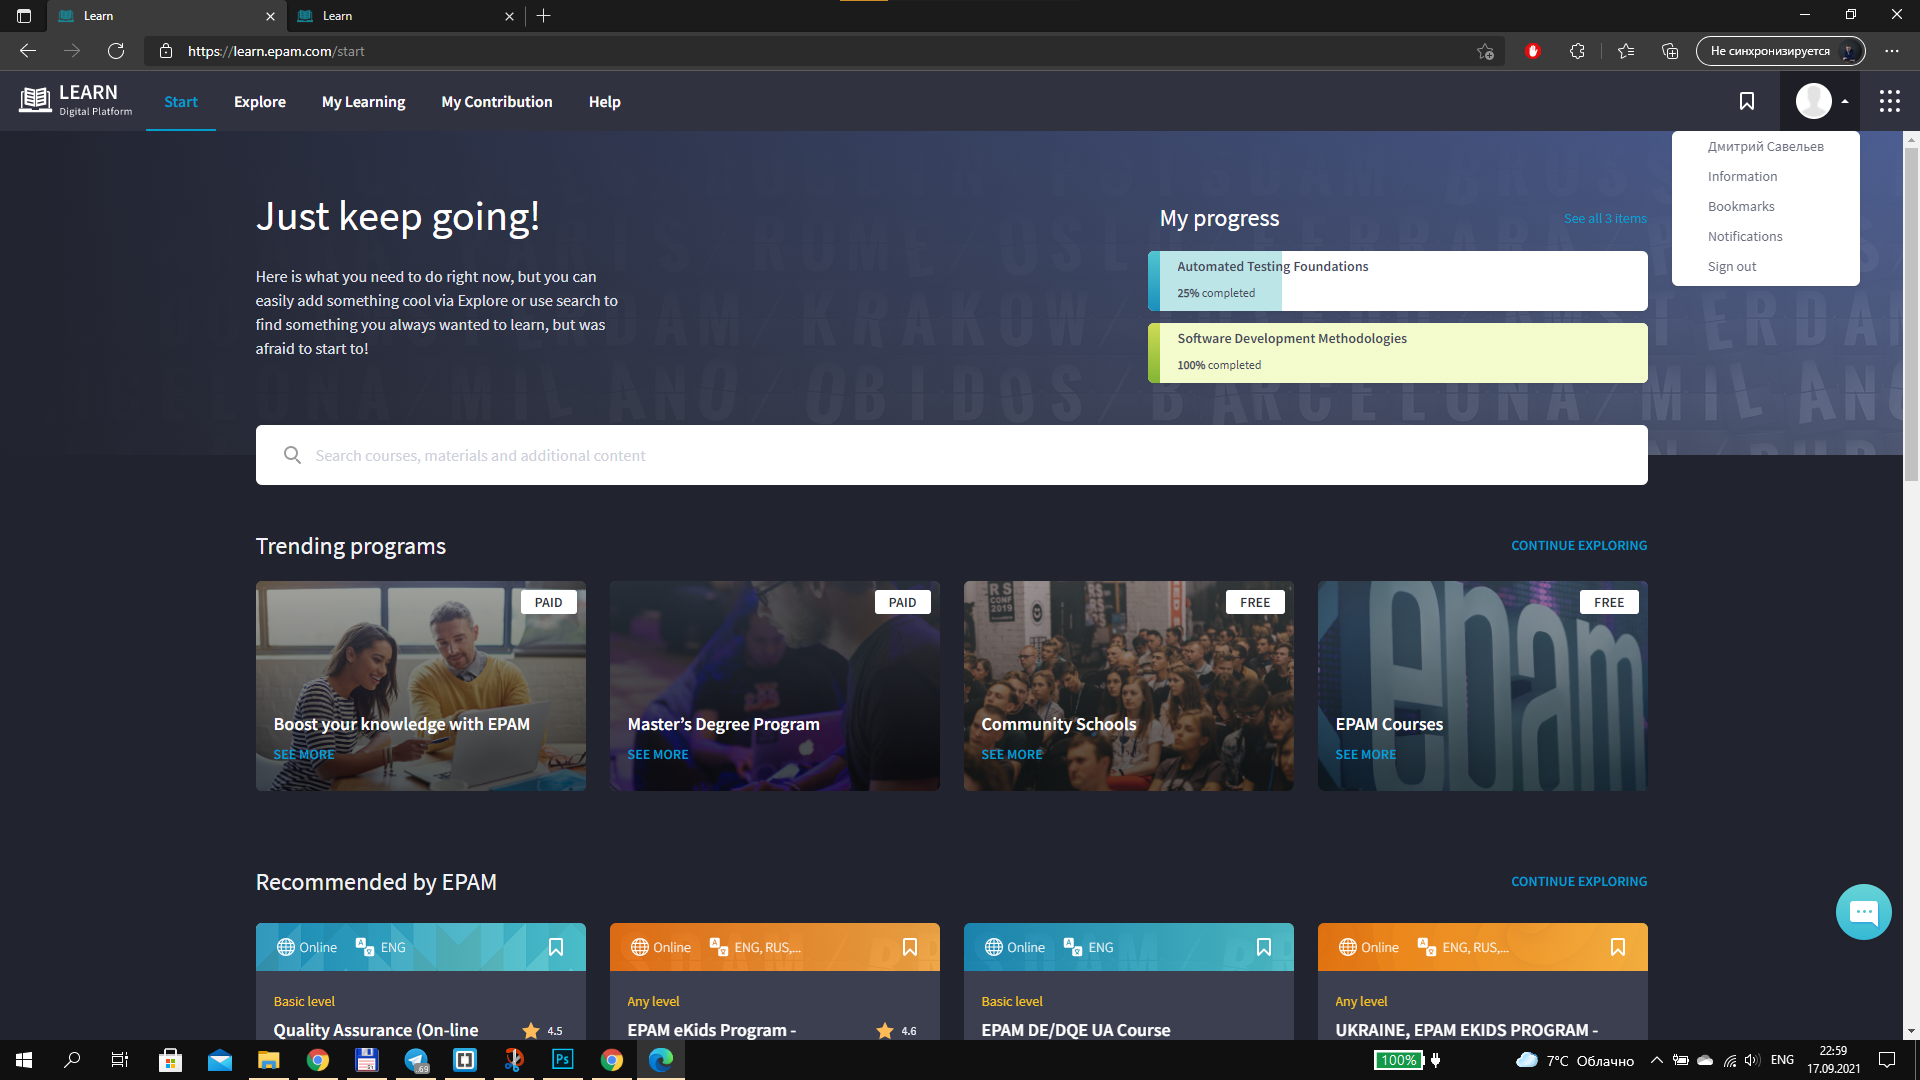 Learn
Learn
https://learn.epam.com/start
Не синхронизируется
LEARN
Digital Platform
Start
Explore
My Learning
My Contribution
Help
Дмитрий Савельев
Information
Bookmarks
Notifications
Sign out
Just keep going!
Here is what you need to do right now, but you can
easily add something cool via Explore or use search to
find something you always wanted to learn, but was
afraid to start to!
My progress
See all 3 items
Automated Testing Foundations
25% completed
Software Development Methodologies
100% completed
Search courses, materials and additional content
Trending programs
CONTINUE EXPLORING
PAID
Boost your knowledge with EPAM
SEE MORE
PAID
Master’s Degree Program
SEE MORE
FREE
RS
CONF
2019
Community Schools
SEE MORE
FREE
epam
EPAM Courses
SEE MORE
Recommended by EPAM
CONTINUE EXPLORING
Online
ENG
Basic level
Quality Assurance (On-line
4.5
Online
ENG, RUS,...
Any level
EPAM eKids Program -
4.6
Online
ENG
Basic level
EPAM DE/DQE UA Course
Online
ENG, RUS,...
Any level
UKRAINE, EPAM EKIDS PROGRAM -
Ps
69
100%
7°C Облачно
ENG
22:59
17.09.2021